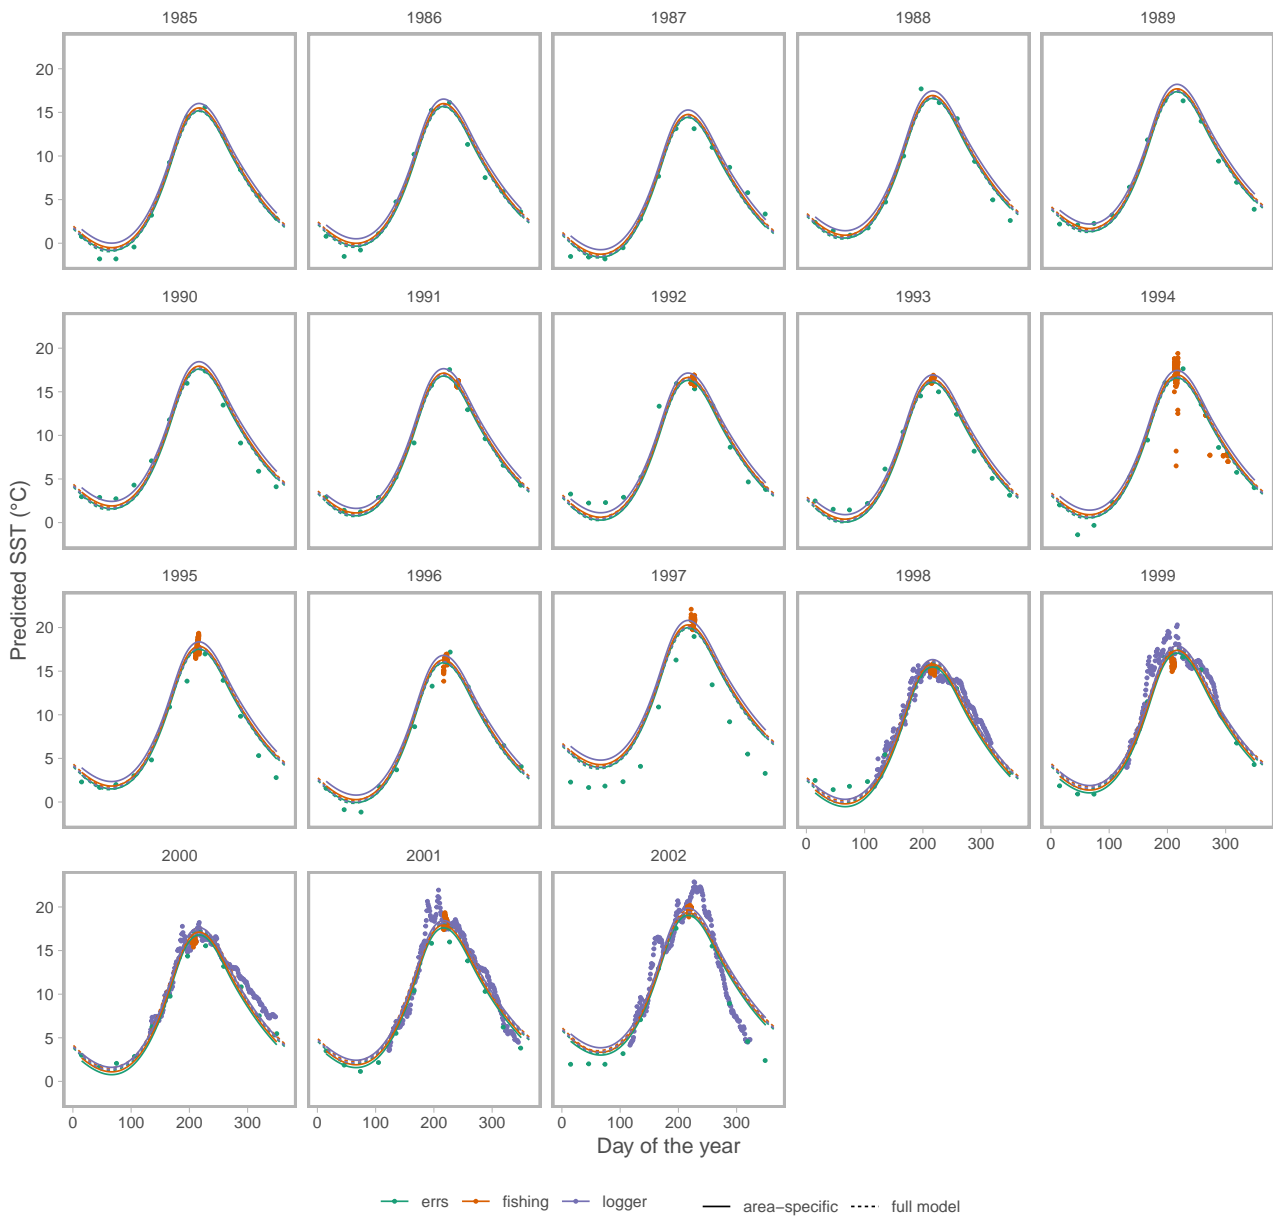 1985 1986 1987 1988 1989
20
15
10
5
0
1990 1991 1992 1993 1994
20
15
10
5
0
1995 1996 1997 1998 1999
20
15
10
5
0
0 100 200 300 0 100 200 300
2000 2001 2002
20
15
10
5
0
0 100 200 300 0 100 200 300 0 100 200 300
Predicted SST (°C)
Day of the year
errs fishing logger area−specific full model